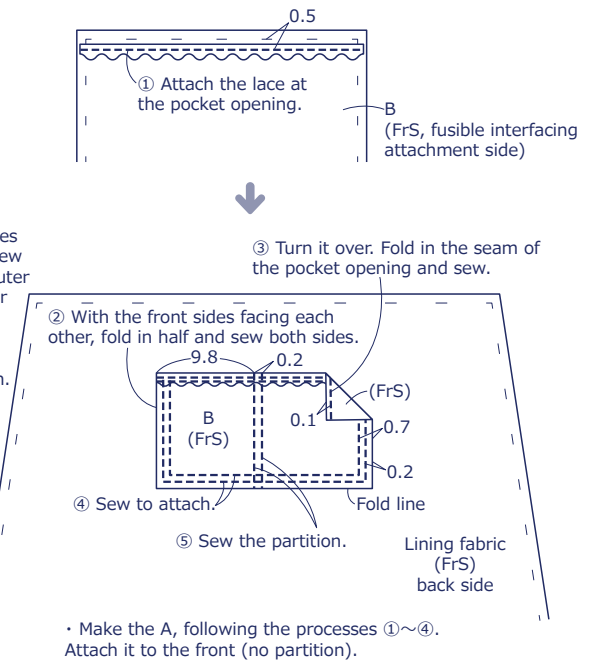 0.5
① Attach the lace at
the pocket opening.
B
(FrS, fusible interfacing
attachment side)
③ Turn it over. Fold in the seam of
the pocket opening and sew.
② With the front sides facing each
other, fold in half and sew both sides.
9.8
0.2
(FrS)
B
(FrS)
0.1
0.7
0.2
④ Sew to attach.
Fold line
⑤ Sew the partition.
Lining fabric
(FrS)
back side
・Make the A, following the processes ①～④.
Attach it to the front (no partition).